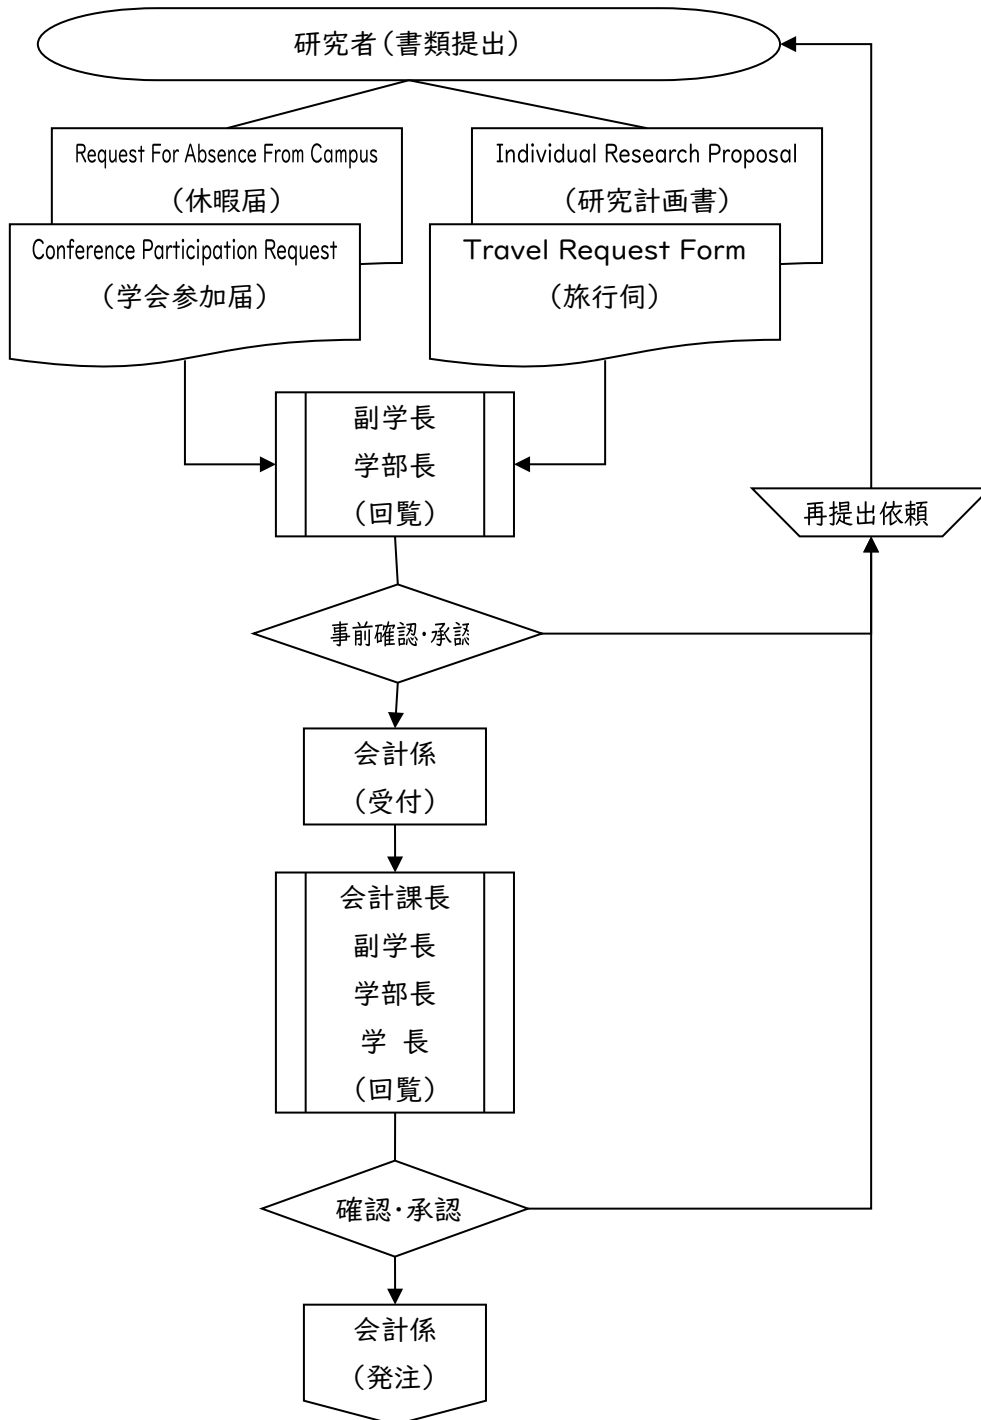 研究者(書類提出)
Request For Absence From Campus
(休暇届)
Conference Participation Request
(学会参加届)
Individual Research Proposal
(研究計画書)
Travel Request Form
(旅行伺)
副学長
学部長
(回覧)
再提出依頼
事前確認・承認
会計係
(受付)
会計課長
副学長
学部長
学 長
(回覧)
確認・承認
会計係
(発注)